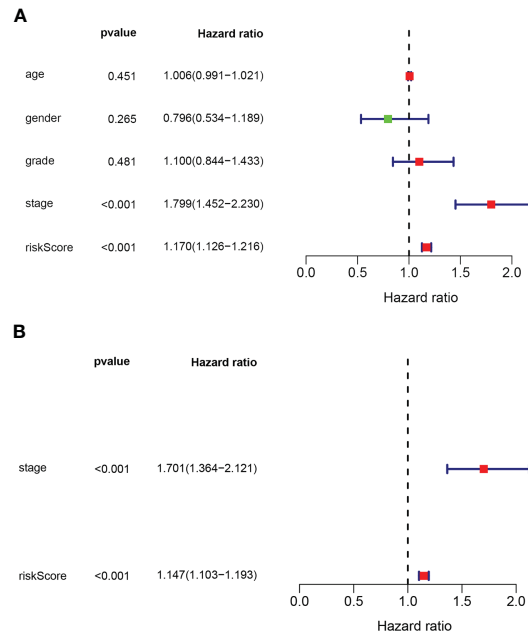 A
pvalue Hazard ratio
age 0.451 1.006(0.991−1.021)
gender 0.265 0.796(0.534−1.189)
grade 0.481 1.100(0.844−1.433)
stage <0.001 1.799(1.452−2.230)
riskScore <0.001 1.170(1.126−1.216)
0.0 0.5 1.0 1.5 2.0
Hazard ratio
B
pvalue Hazard ratio
stage <0.001 1.701(1.364−2.121)
riskScore <0.001 1.147(1.103−1.193)
0.0 0.5 1.0 1.5 2.0
Hazard ratio